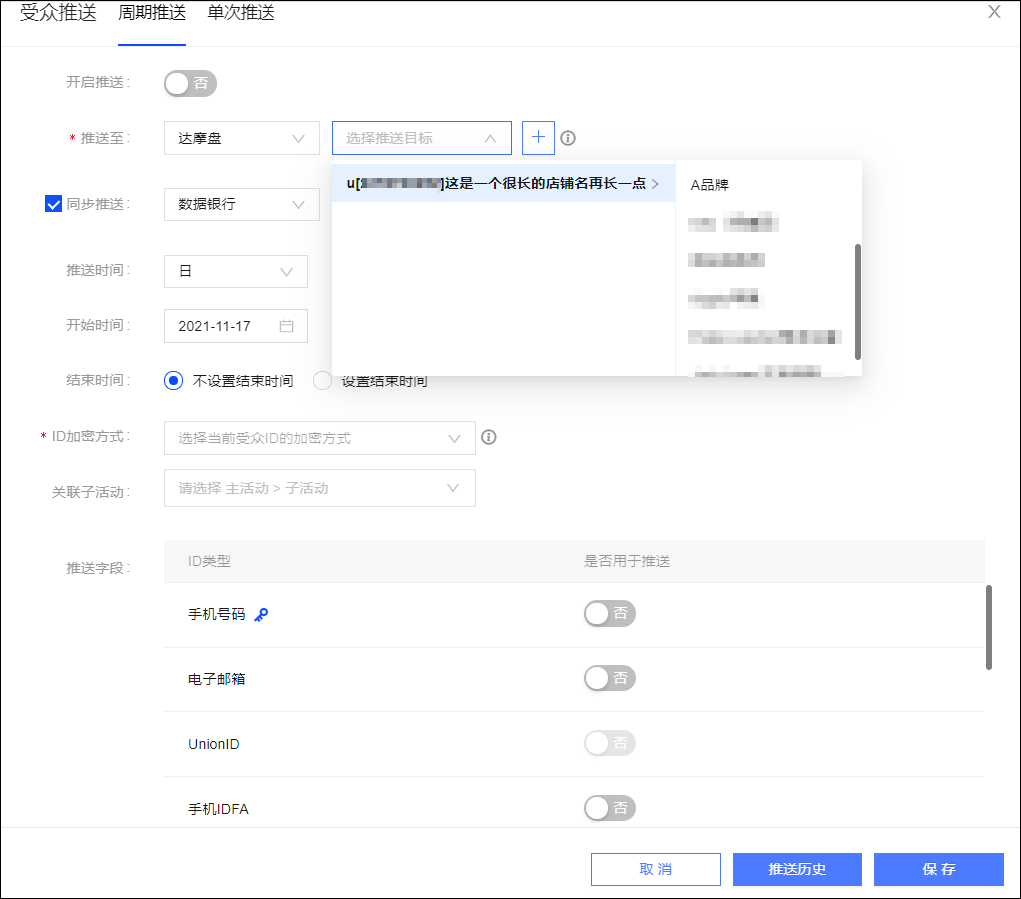 受众推送 周期推送 单次推送 X
开启推送: 否
* 推送至: 达摩盘 选择推送目标 +
u[ ]这是一个很长的店铺名再长一点 >
A品牌
同步推送: 数据银行
推送时间: 日
开始时间: 2021-11-17
结束时间: 不设置结束时间 设置结束时间
* ID加密方式: 选择当前受众ID的加密方式
关联子活动: 请选择 主活动 > 子活动
推送字段: ID类型 是否用于推送
手机号码 否
电子邮箱 否
UnionID 否
手机IDFA 否
取 消 推送历史 保 存